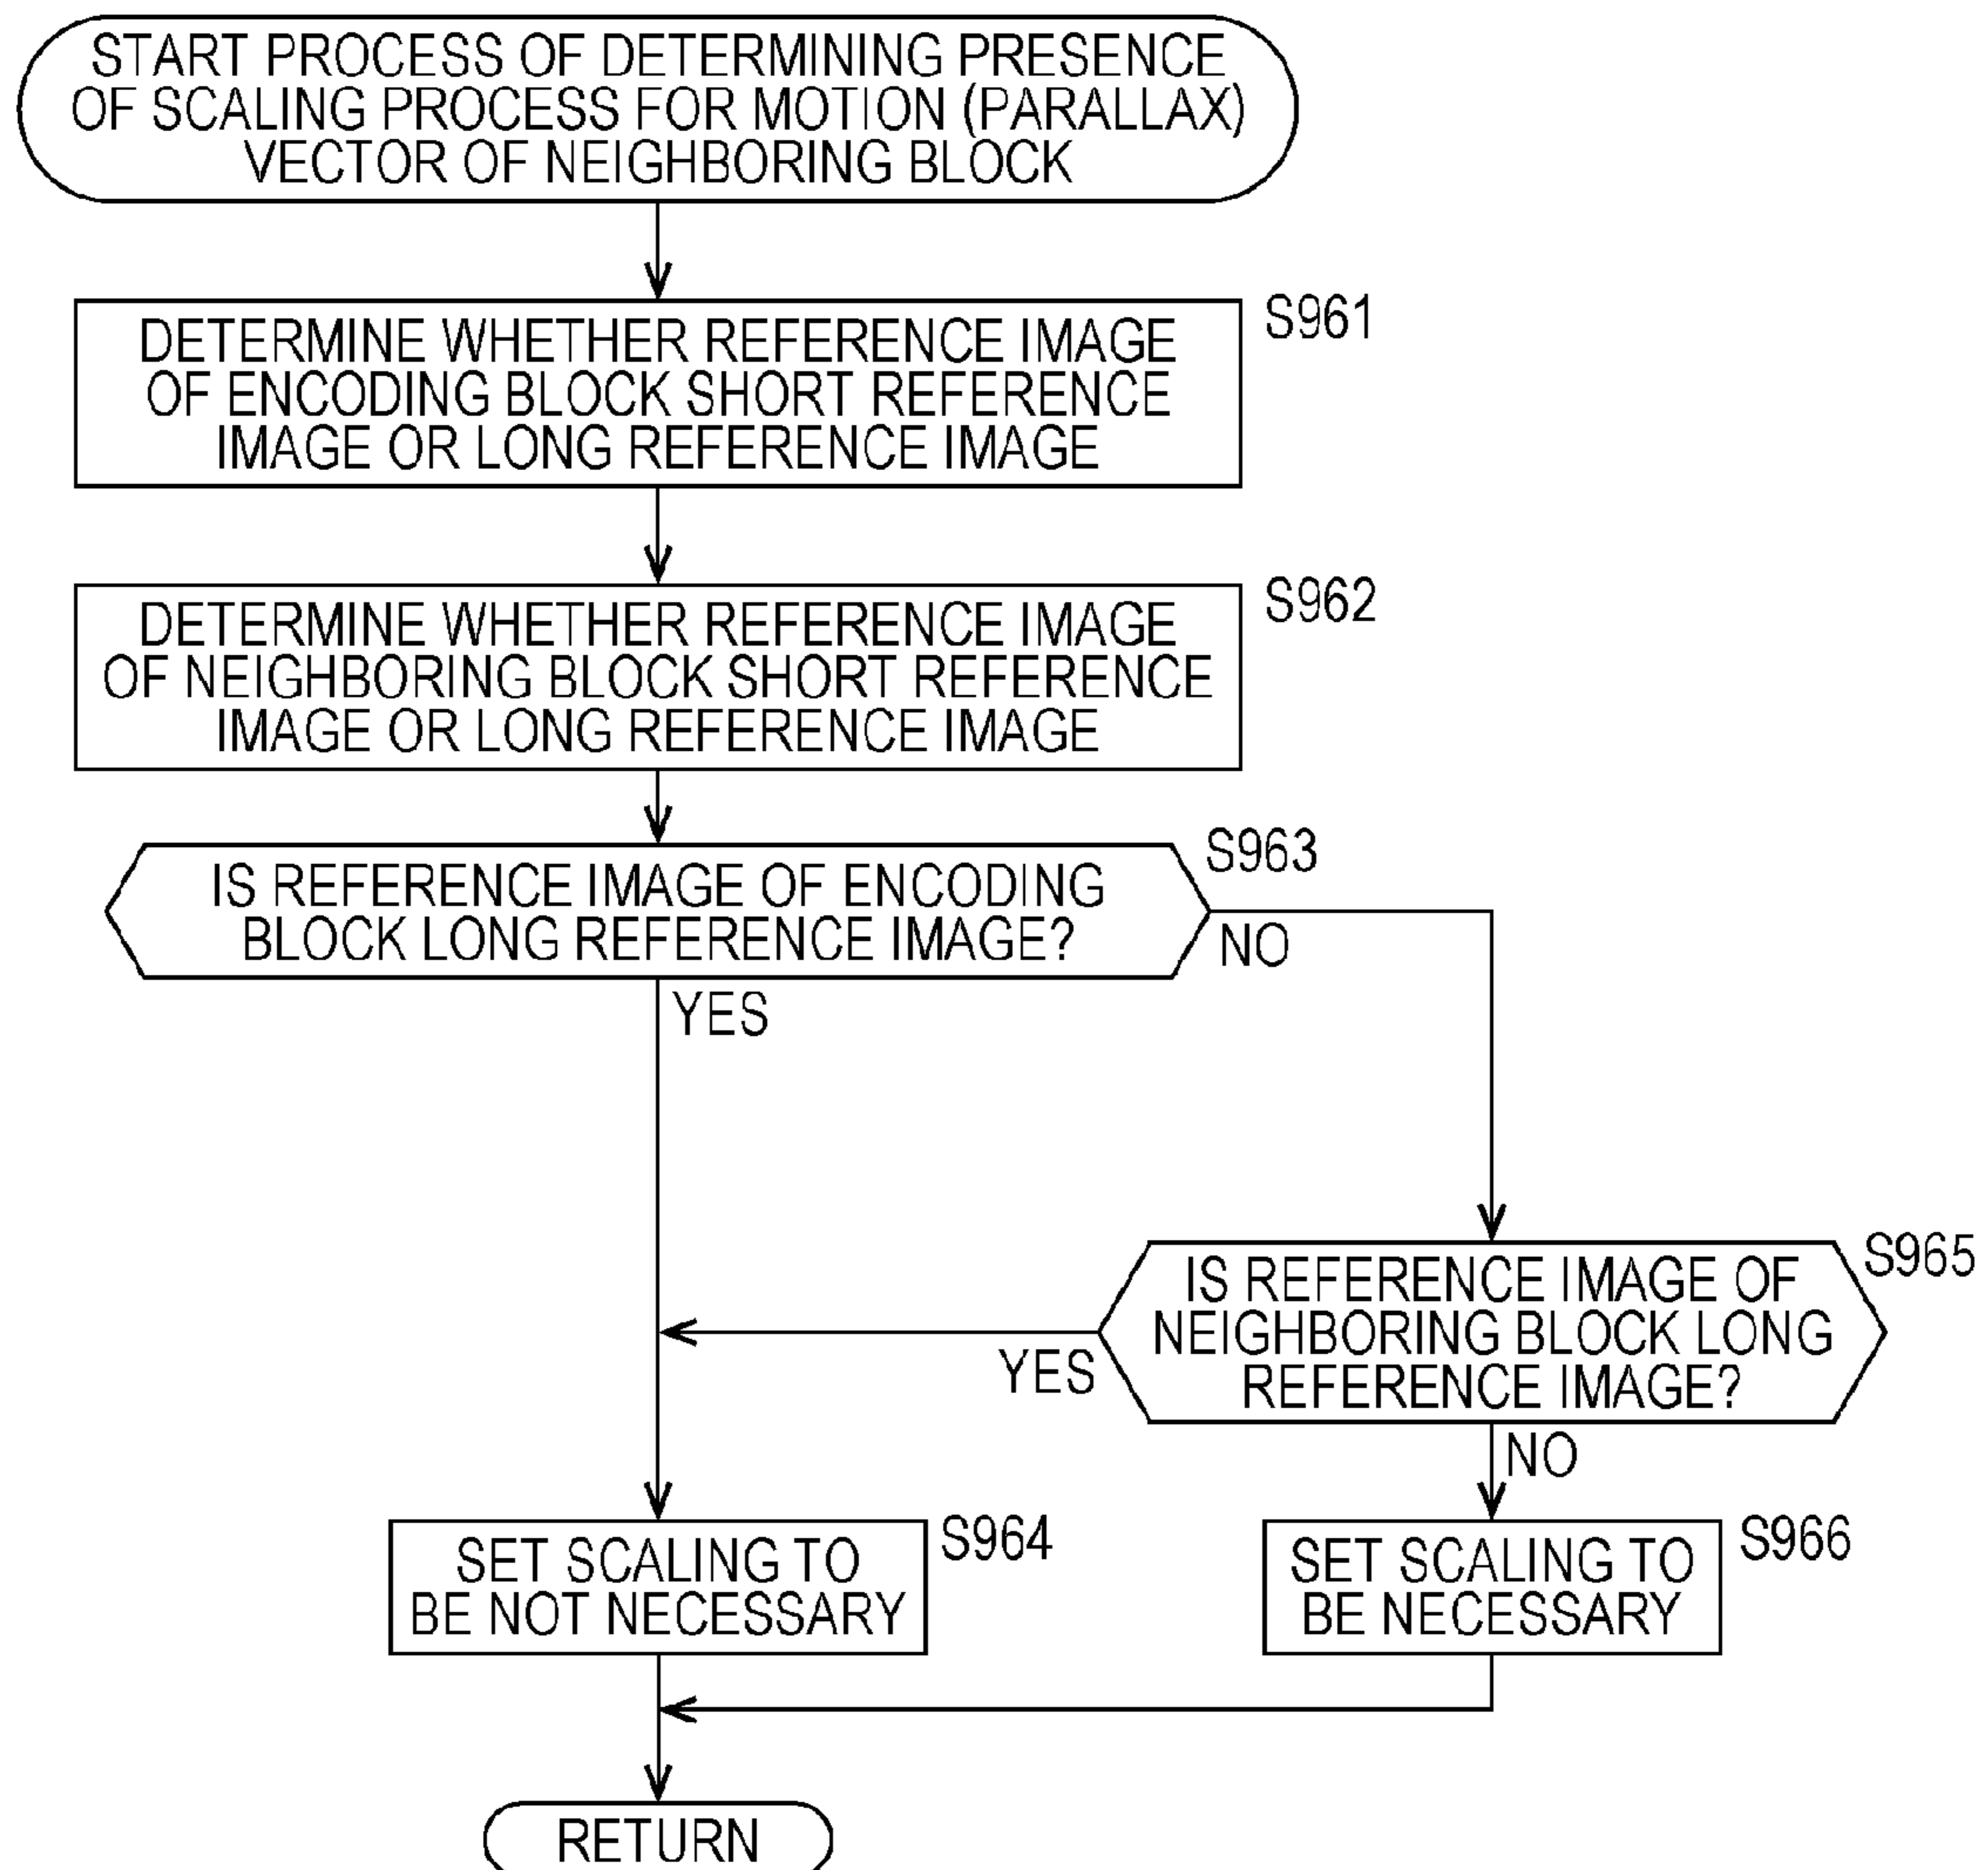 START PROCESS OF DETERMINING PRESENCE
OF SCALING PROCESS FOR MOTION (PARALLAX)
VECTOR OF NEIGHBORING BLOCK
S961
DETERMINE WHETHER REFERENCE IMAGE
OF ENCODING BLOCK SHORT REFERENCE
IMAGE OR LONG REFERENCE IMAGE
S962
DETERMINE WHETHER REFERENCE IMAGE
OF NEIGHBORING BLOCK SHORT REFERENCE
IMAGE OR LONG REFERENCE IMAGE
S963
IS REFERENCE IMAGE OF ENCODING
BLOCK LONG REFERENCE IMAGE?
NO
YES
S965
IS REFERENCE IMAGE OF
NEIGHBORING BLOCK LONG
REFERENCE IMAGE?
YES
NO
S964
SET SCALING TO
BE NOT NECESSARY
S966
SET SCALING TO
BE NECESSARY
RETURN